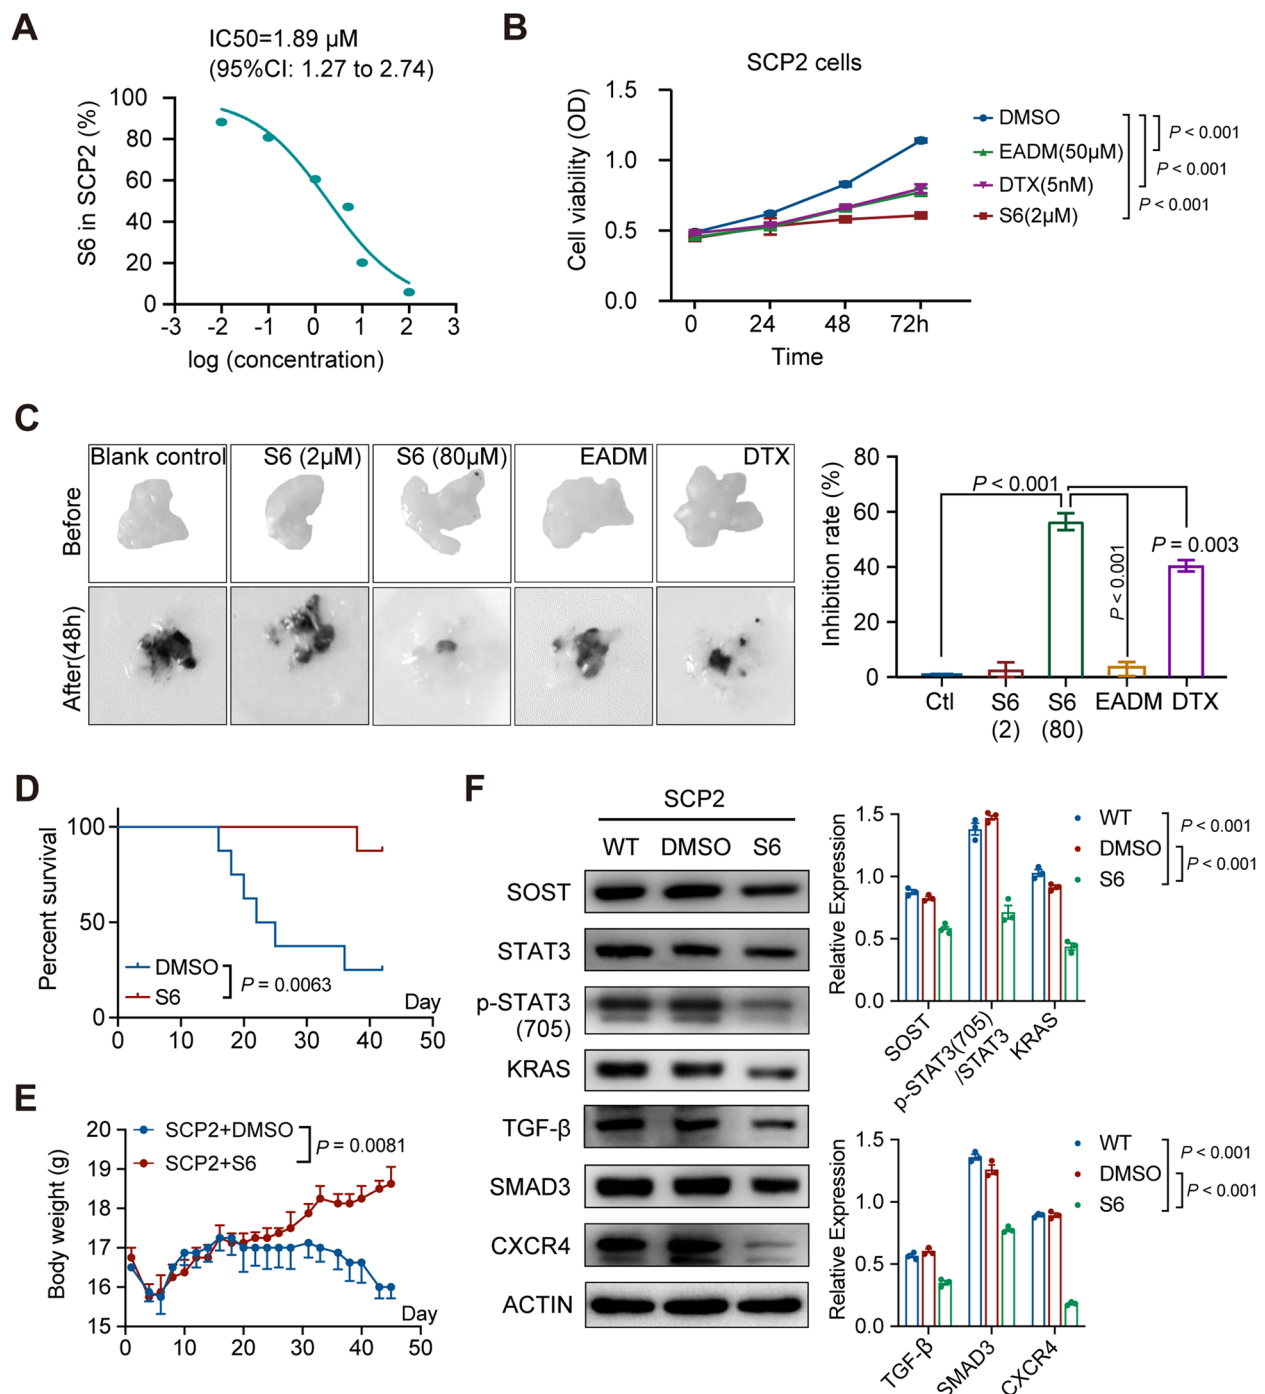 A
IC50=1.89 µM
(95%CI: 1.27 to 2.74)
S6 in SCP2 (%)
100
80
60
40
20
0
-3 -2 -1 0 1 2 3
log (concentration)
B
SCP2 cells
Cell viability (OD)
1.5
1.0
0.5
0.0
0 24 48 72h
Time
DMSO
EADM(50µM)
DTX(5nM)
S6(2µM)
P < 0.001
P < 0.001
P < 0.001
C
Blank control S6 (2µM) S6 (80µM) EADM DTX
Before
After(48h)
Inhibition rate (%)
80
60
40
20
0
P < 0.001
P < 0.001
P = 0.003
Ctl S6 S6 EADM DTX
(2) (80)
D
Percent survival
100
50
0
DMSO
S6
P = 0.0063
Day
0 10 20 30 40 50
E
Body weight (g)
20
19
18
17
16
15
SCP2+DMSO
SCP2+S6
P = 0.0081
Day
0 10 20 30 40 50
F
SCP2
WT DMSO S6
SOST
STAT3
p-STAT3
(705)
KRAS
TGF-β
SMAD3
CXCR4
ACTIN
Relative Expression
1.5
1.0
0.5
0.0
WT
DMSO
S6
P < 0.001
P < 0.001
SOST
p-STAT3(705)
/STAT3
KRAS
Relative Expression
1.5
1.0
0.5
0.0
WT
DMSO
S6
P < 0.001
P < 0.001
TGF-β
SMAD3
CXCR4